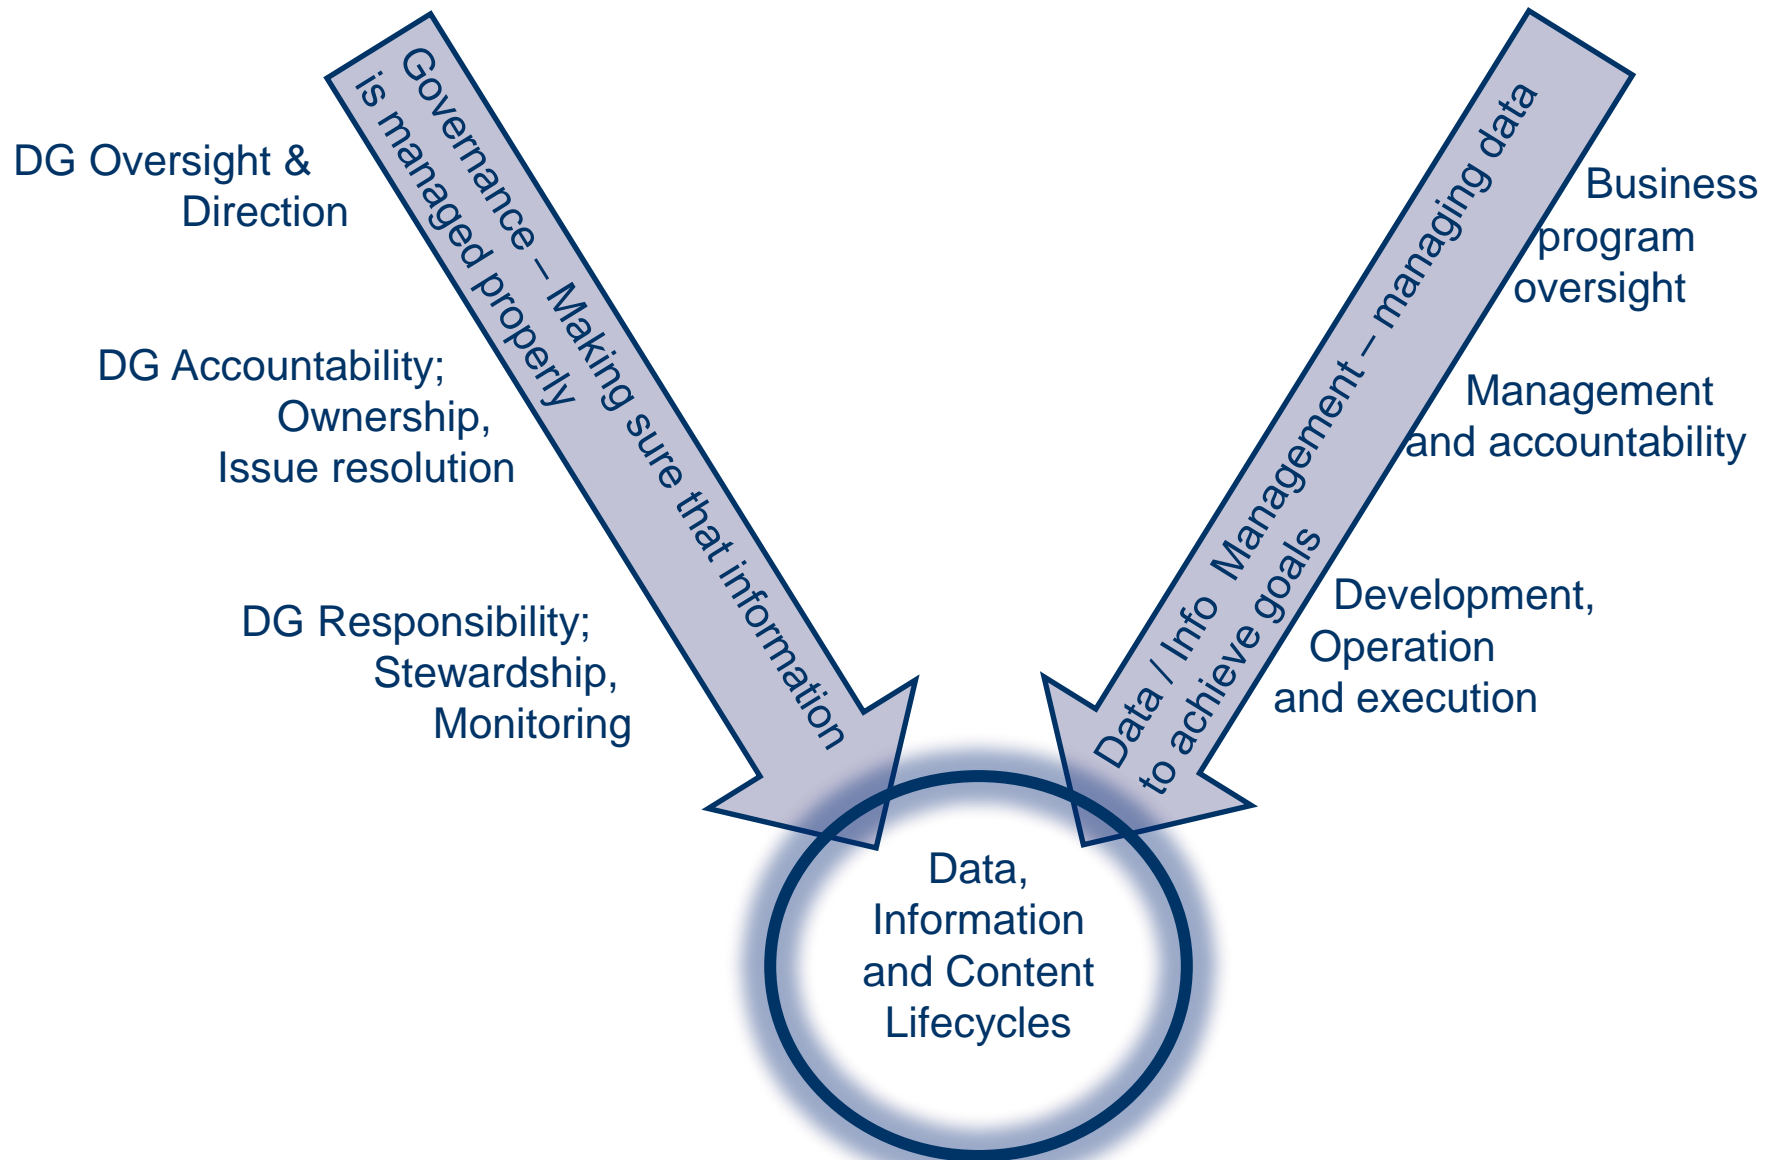 Governance – Making sure that information
is managed properly
DG Oversight &
Direction
DG Accountability;
Ownership,
Issue resolution
DG Responsibility;
Stewardship,
Monitoring
Data / Info  Management – managing data
to achieve goals
Business
program
oversight
Management
and accountability
Development,
Operation
and execution
Data,
Information
and Content
Lifecycles